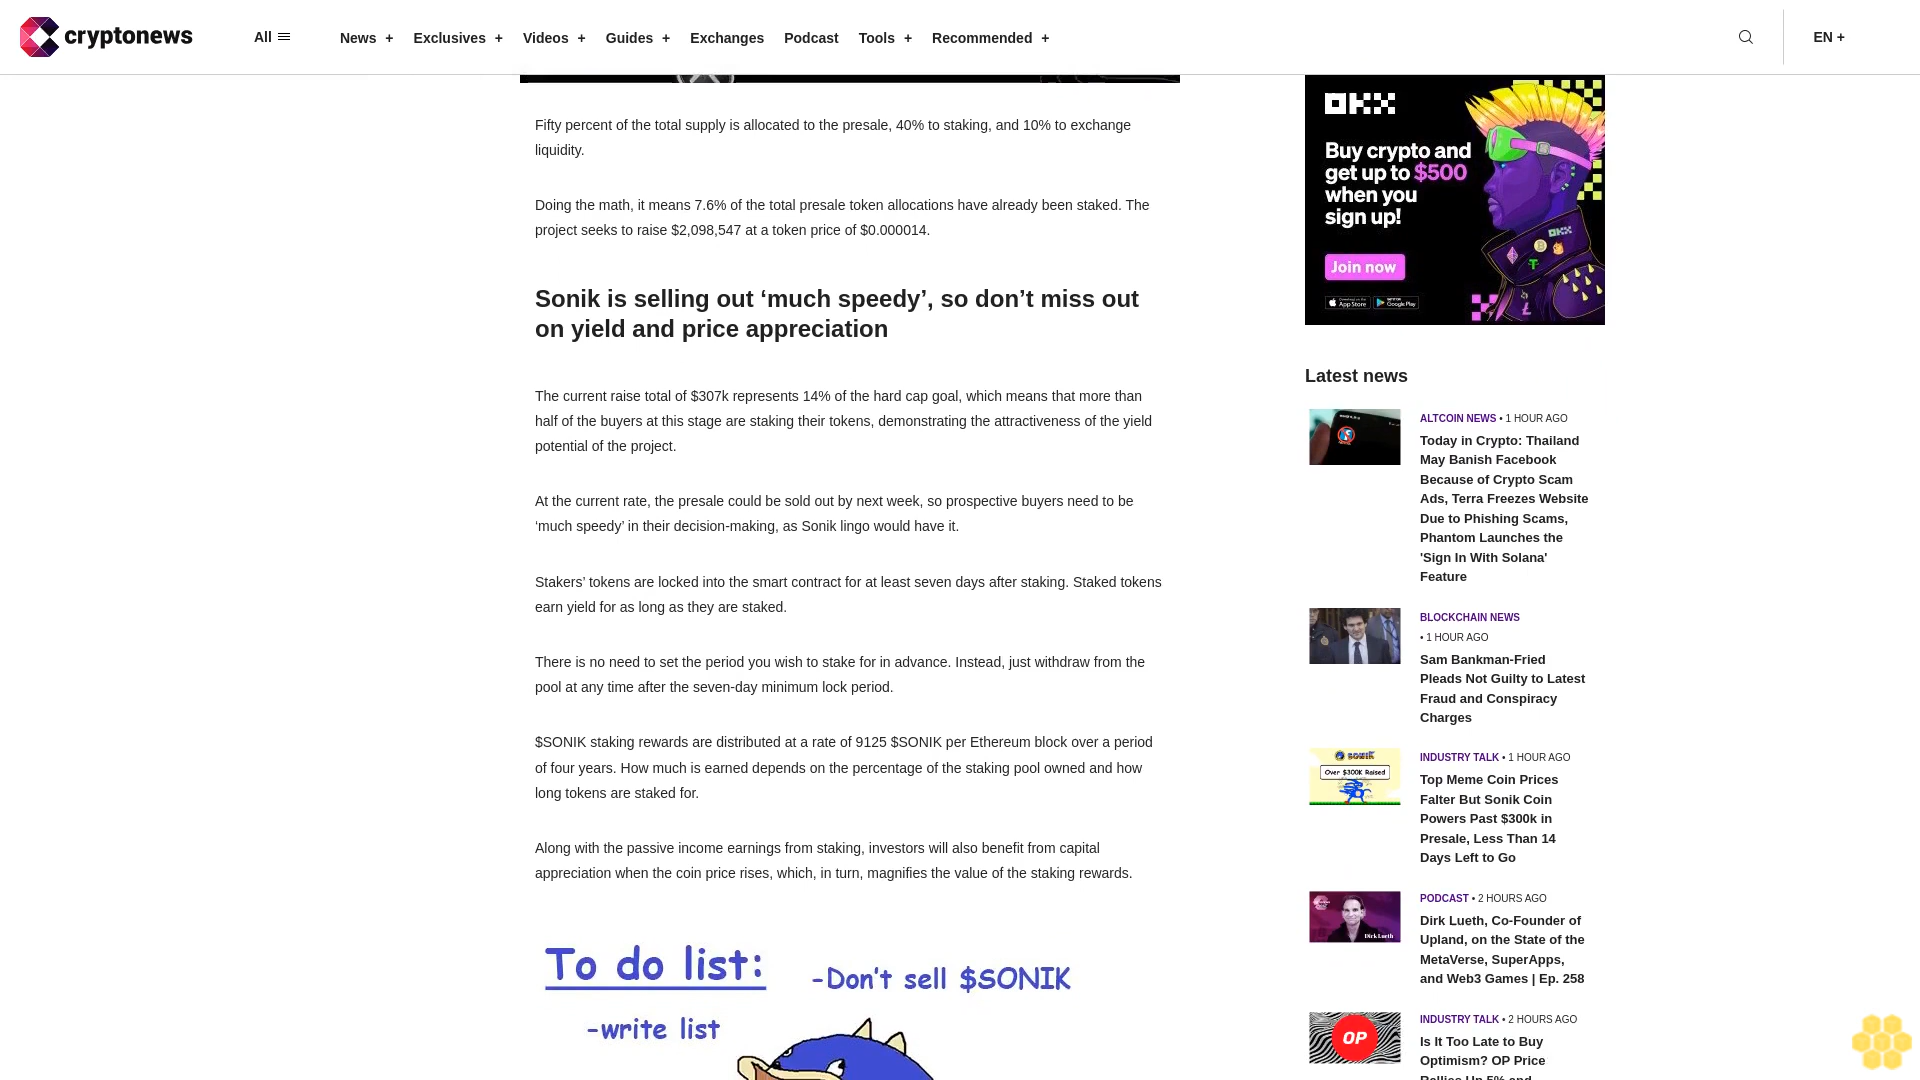 cryptonews
All
News +
Exclusives +
Videos +
Guides +
Exchanges
Podcast
Tools +
Recommended +
EN +
Fifty percent of the total supply is allocated to the presale, 40% to staking, and 10% to exchange
liquidity.
Doing the math, it means 7.6% of the total presale token allocations have already been staked. The
project seeks to raise $2,098,547 at a token price of $0.000014.
Sonik is selling out ‘much speedy’, so don’t miss out
on yield and price appreciation
The current raise total of $307k represents 14% of the hard cap goal, which means that more than
half of the buyers at this stage are staking their tokens, demonstrating the attractiveness of the yield
potential of the project.
At the current rate, the presale could be sold out by next week, so prospective buyers need to be
‘much speedy’ in their decision-making, as Sonik lingo would have it.
Stakers’ tokens are locked into the smart contract for at least seven days after staking. Staked tokens
earn yield for as long as they are staked.
There is no need to set the period you wish to stake for in advance. Instead, just withdraw from the
pool at any time after the seven-day minimum lock period.
$SONIK staking rewards are distributed at a rate of 9125 $SONIK per Ethereum block over a period
of four years. How much is earned depends on the percentage of the staking pool owned and how
long tokens are staked for.
Along with the passive income earnings from staking, investors will also benefit from capital
appreciation when the coin price rises, which, in turn, magnifies the value of the staking rewards.
To do list:
-Don't sell $SONIK
-write list
OKX
Buy crypto and
get up to $500
when you
sign up!
Join now
App Store
Google Play
OKX
Latest news
ALTCOIN NEWS • 1 HOUR AGO
Today in Crypto: Thailand
May Banish Facebook
Because of Crypto Scam
Ads, Terra Freezes Website
Due to Phishing Scams,
Phantom Launches the
'Sign In With Solana'
Feature
BLOCKCHAIN NEWS
• 1 HOUR AGO
Sam Bankman-Fried
Pleads Not Guilty to Latest
Fraud and Conspiracy
Charges
SONIK
Over $300K Raised
INDUSTRY TALK • 1 HOUR AGO
Top Meme Coin Prices
Falter But Sonik Coin
Powers Past $300k in
Presale, Less Than 14
Days Left to Go
Dirk Lueth
PODCAST • 2 HOURS AGO
Dirk Lueth, Co-Founder of
Upland, on the State of the
MetaVerse, SuperApps,
and Web3 Games | Ep. 258
OP
INDUSTRY TALK • 2 HOURS AGO
Is It Too Late to Buy
Optimism? OP Price
Rallies Up 5% and